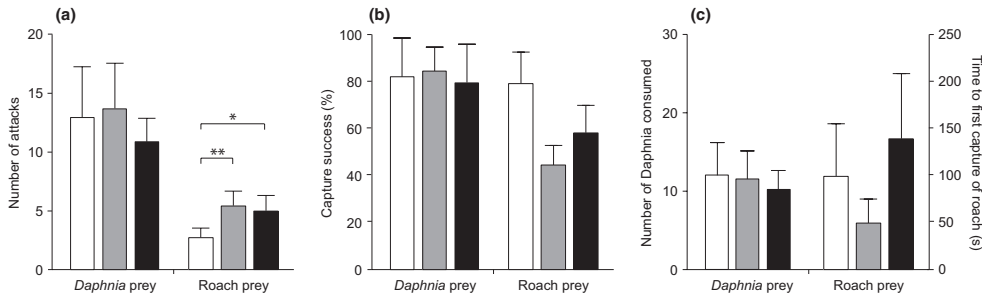 (a)
Number of attacks
20
15
10
5
0
*
**
Daphnia prey
Roach prey
(b)
Capture success (%)
100
80
60
40
20
0
Daphnia prey
Roach prey
(c)
Number of Daphnia consumed
30
20
10
0
Time to first capture of roach (s)
250
200
150
100
50
0
Daphnia prey
Roach prey